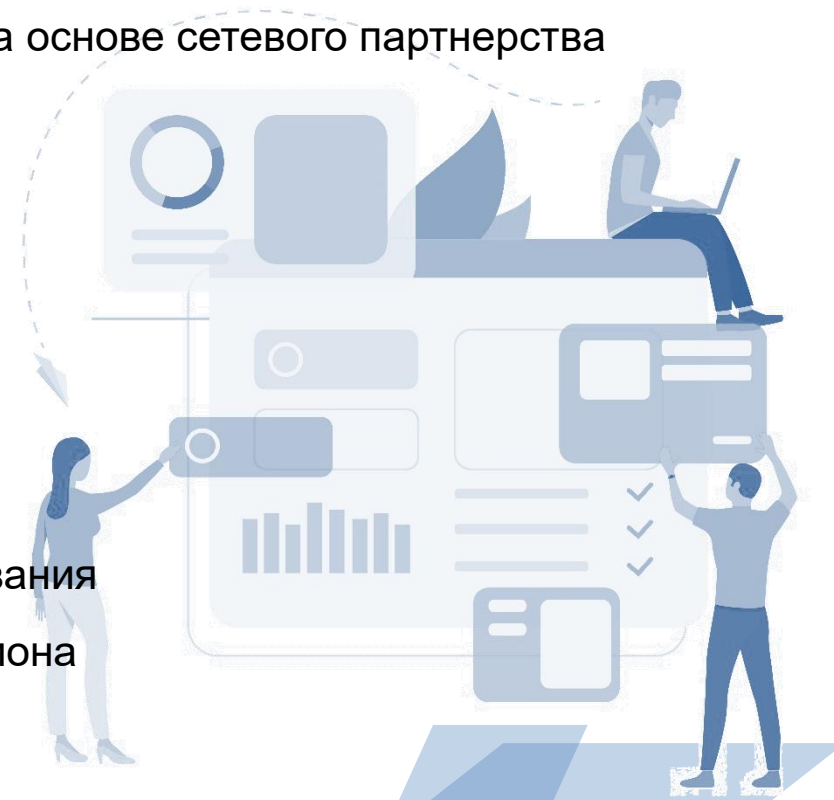 а основе сетевого партнерства
вания
иона